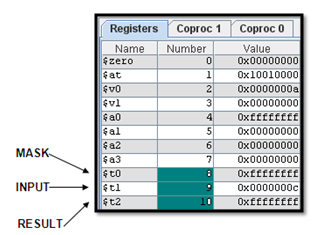 Registers Coproc 1 Coproc 0
Name Number Value
$zero 0 0x00000000
$at 1 0x10010000
$v0 2 0x0000000a
$v1 3 0x00000000
$a0 4 0xffffffff
$a1 5 0x00000000
$a2 6 0x00000000
$a3 7 0x00000000
MASK $t0 8 0xffffffff
INPUT $t1 9 0x0000000c
RESULT $t2 10 0xffffffff